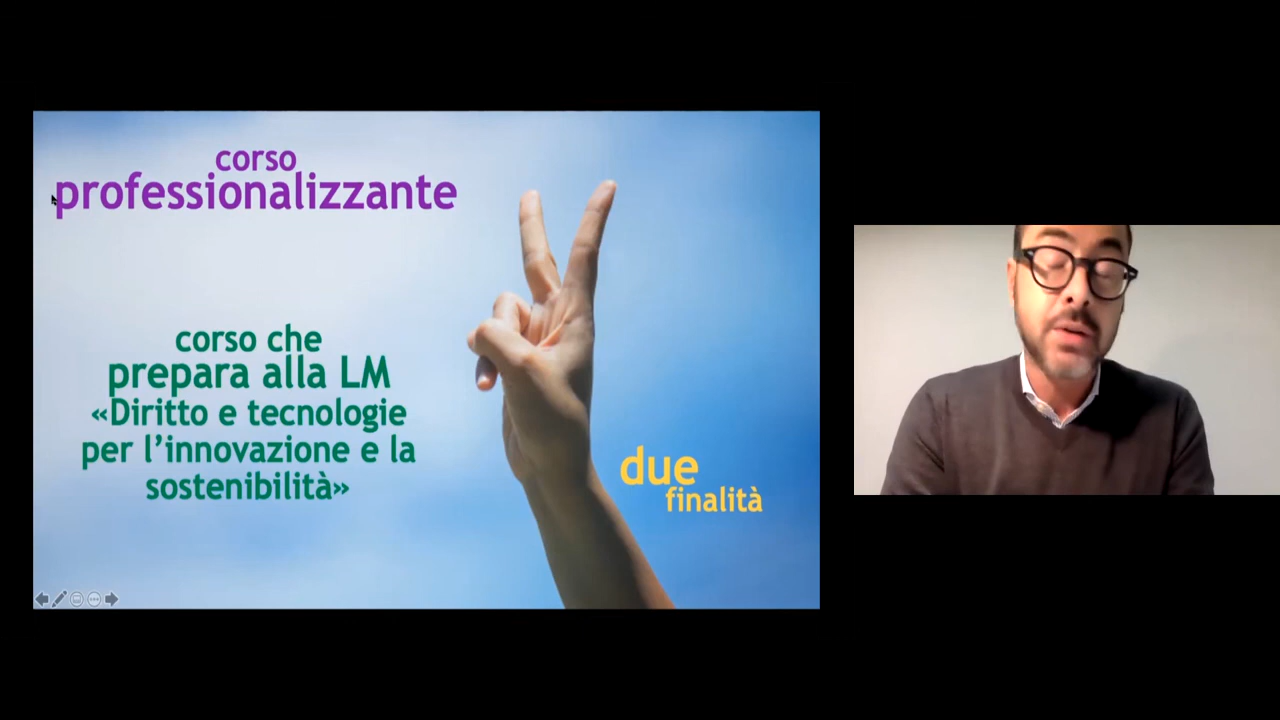 corso
professionalizzante
corso che
prepara alla LM
«Diritto e tecnologie
per l’innovazione e la
sostenibilità»
due
finalità